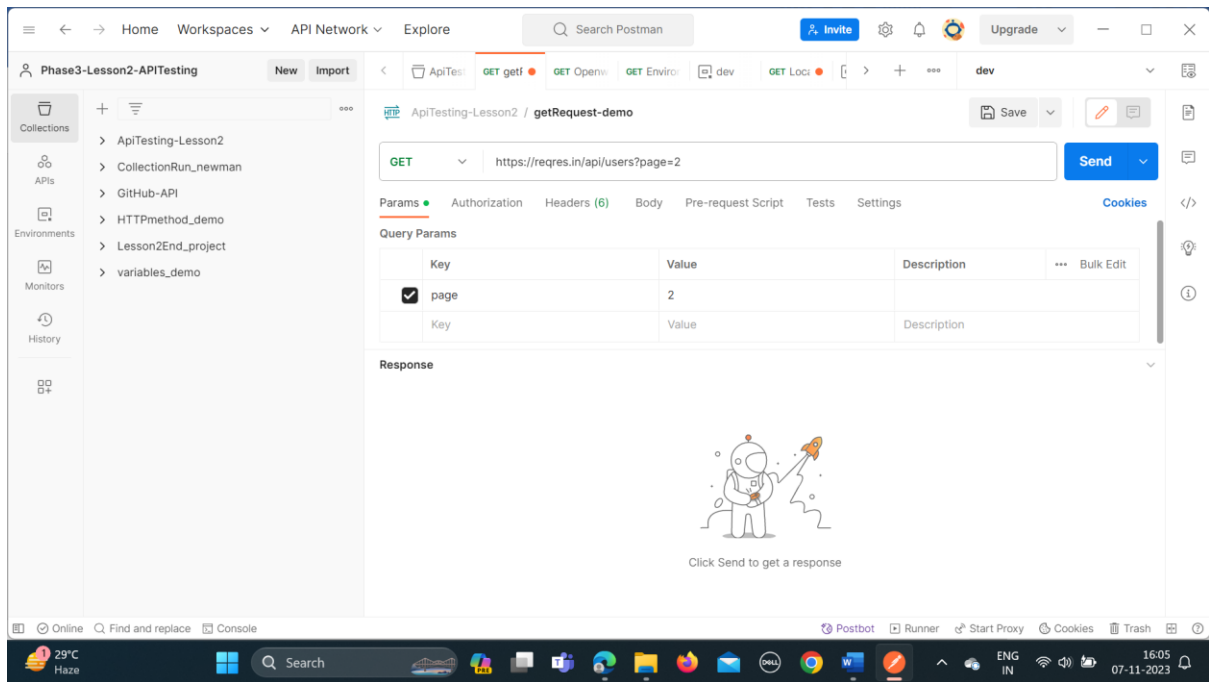 Home Workspaces API Network Explore Search Postman Invite Upgrade
Phase3-Lesson2-APITesting New Import ApiTes GET getF GET Openw GET Enviro dev GET Loca dev
Collections
APIs
Environments
Monitors
History
ApiTesting-Lesson2
CollectionRun_newman
GitHub-API
HTTPmethod_demo
Lesson2End_project
variables_demo
HTTP ApiTesting-Lesson2 / getRequest-demo Save
GET https://reqres.in/api/users?page=2 Send
Params Authorization Headers (6) Body Pre-request Script Tests Settings Cookies
Query Params
Key Value Description Bulk Edit
page 2
Key Value Description
Response
Click Send to get a response
Online Find and replace Console Postbot Runner Start Proxy Cookies Trash
1 29°C
Haze
Search
PRE
DELL
ENG
IN
16:05
07-11-2023